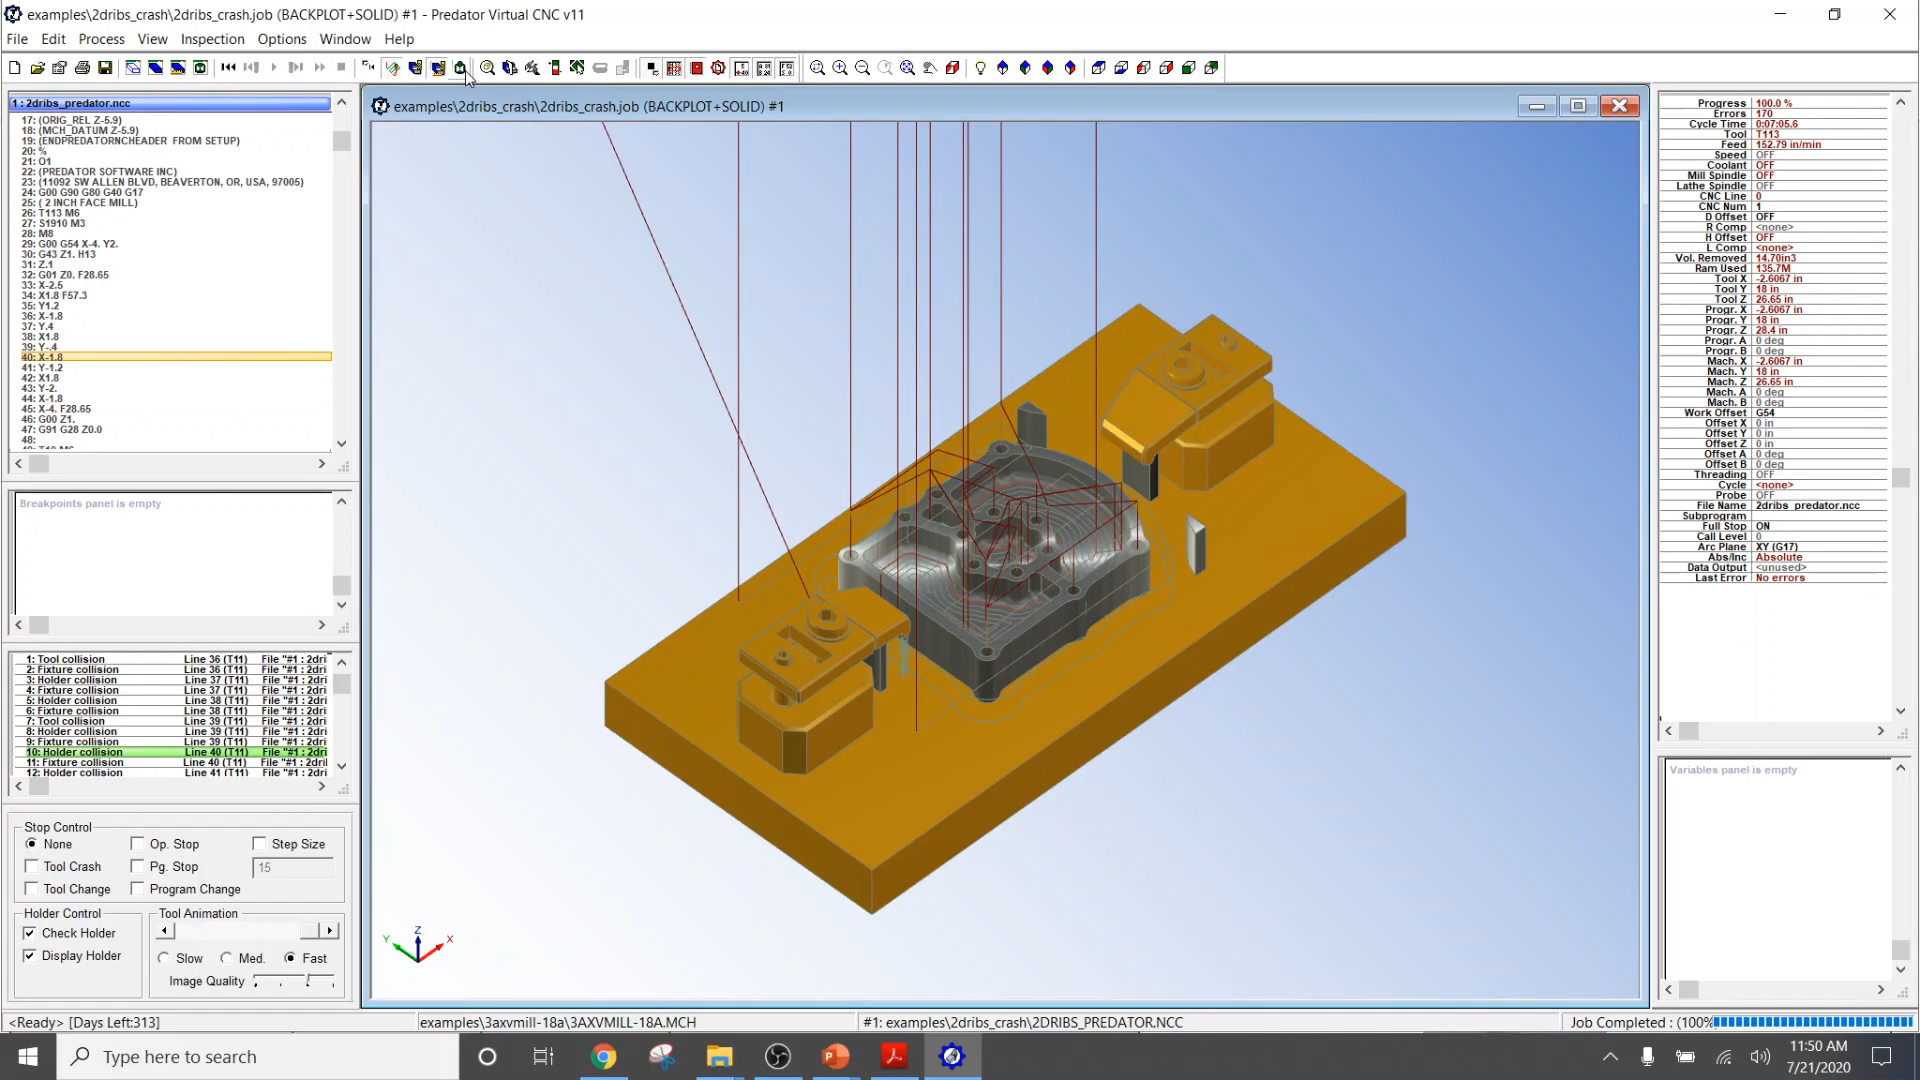 examples\2dribs_crash\2dribs_crash.job (BACKPLOT+SOLID) #1 - Predator Virtual CNC v11
File Edit Process View Inspection Options Window Help
1 : 2dribs_predator.ncc
17: (ORIG_REL Z-5.9)
18: (MCH_DATUM Z-5.9)
19: (ENDPREDATORNCHEADER FROM SETUP)
20: %
21: O1
22: (PREDATOR SOFTWARE INC)
23: (11092 SW ALLEN BLVD, BEAVERTON, OR, USA, 97005)
24: G00 G90 G80 G40 G17
25: ( 2 INCH FACE MILL)
26: T113 M6
27: S1910 M3
28: M8
29: G00 G54 X-4. Y2.
30: G43 Z1. H13
31: Z.1
32: G01 Z0. F28.65
33: X-2.5
34: X1.8 F57.3
35: Y1.2
36: X-1.8
37: Y.4
38: X1.8
39: Y-.4
40: X-1.8
41: Y-1.2
42: X1.8
43: Y-2.
44: X-1.8
45: X-4. F28.65
46: G00 Z1.
47: G91 G28 Z0.0
48:
Breakpoints panel is empty
1: Tool collision Line 36 (T11) File "#1 : 2dri
2: Fixture collision Line 36 (T11) File "#1 : 2dri
3: Holder collision Line 37 (T11) File "#1 : 2dri
4: Fixture collision Line 37 (T11) File "#1 : 2dri
5: Holder collision Line 38 (T11) File "#1 : 2dri
6: Fixture collision Line 38 (T11) File "#1 : 2dri
7: Tool collision Line 39 (T11) File "#1 : 2dri
8: Holder collision Line 39 (T11) File "#1 : 2dri
9: Fixture collision Line 39 (T11) File "#1 : 2dri
10: Holder collision Line 40 (T11) File "#1 : 2dri
11: Fixture collision Line 40 (T11) File "#1 : 2dri
12: Holder collision Line 41 (T11) File "#1 : 2dri
Stop Control
None Op. Stop Step Size
Tool Crash Pg. Stop 15
Tool Change Program Change
Holder Control Tool Animation
Check Holder
Display Holder Slow Med. Fast
Image Quality
examples\2dribs_crash\2dribs_crash.job (BACKPLOT+SOLID) #1
Z
Y X
Progress 100.0 %
Errors 170
Cycle Time 0:07:05.6
Tool T113
Feed 152.79 in/min
Speed OFF
Coolant OFF
Mill Spindle OFF
Lathe Spindle OFF
CNC Line 0
CNC Num 1
D Offset OFF
R Comp <none>
H Offset OFF
L Comp <none>
Vol. Removed 14.70in3
Ram Used 135.7M
Tool X -2.6067 in
Tool Y 18 in
Tool Z 26.65 in
Progr. X -2.6067 in
Progr. Y 18 in
Progr. Z 28.4 in
Progr. A 0 deg
Progr. B 0 deg
Mach. X -2.6067 in
Mach. Y 18 in
Mach. Z 26.65 in
Mach. A 0 deg
Mach. B 0 deg
Work Offset G54
Offset X 0 in
Offset Y 0 in
Offset Z 0 in
Offset A 0 deg
Offset B 0 deg
Threading OFF
Cycle <none>
Probe OFF
File Name 2dribs_predator.ncc
Subprogram
Full Stop ON
Call Level 0
Arc Plane XY (G17)
Abs/Inc Absolute
Data Output <unused>
Last Error No errors
Variables panel is empty
<Ready> [Days Left:313] examples\3axvmill-18a\3AXVMILL-18A.MCH #1: examples\2dribs_crash\2DRIBS_PREDATOR.NCC Job Completed : (100%
Type here to search
11:50 AM
7/21/2020